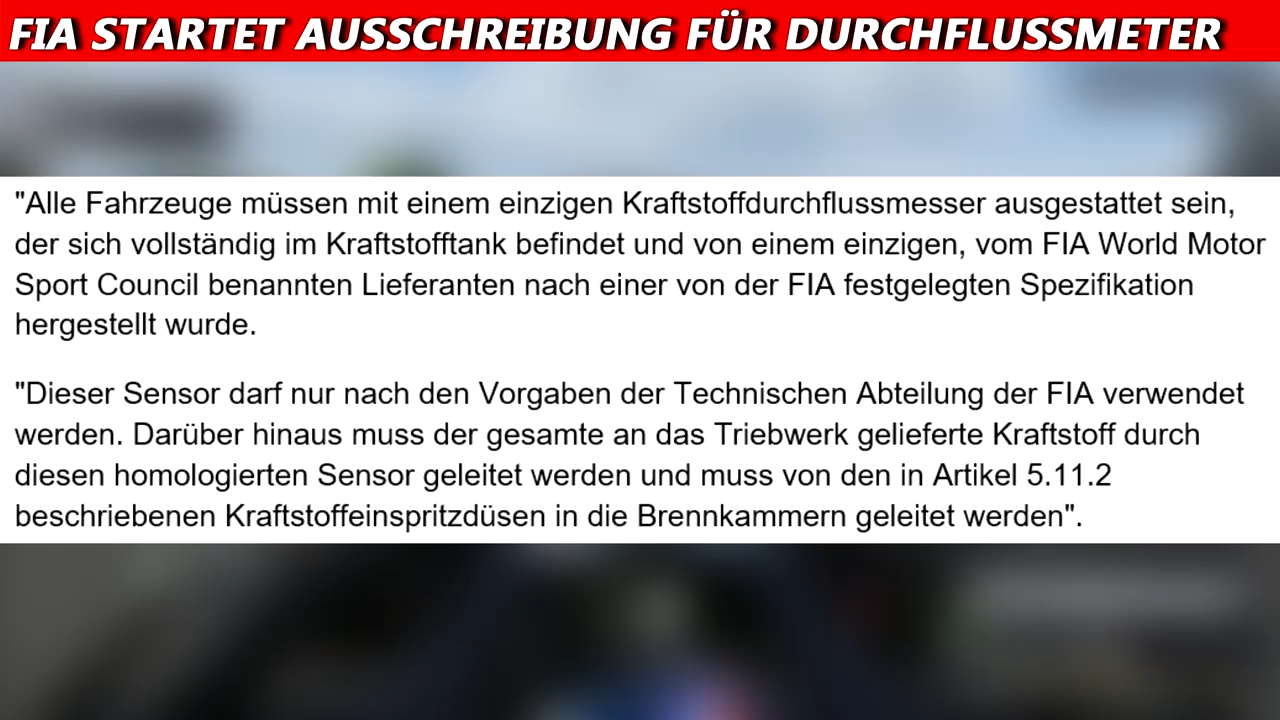 FIA STARTET AUSSCHREIBUNG FÜR DURCHFLUSSMETER
"Alle Fahrzeuge müssen mit einem einzigen Kraftstoffdurchflussmesser ausgestattet sein,
der sich vollständig im Kraftstofftank befindet und von einem einzigen, vom FIA World Motor
Sport Council benannten Lieferanten nach einer von der FIA festgelegten Spezifikation
hergestellt wurde.
"Dieser Sensor darf nur nach den Vorgaben der Technischen Abteilung der FIA verwendet
werden. Darüber hinaus muss der gesamte an das Triebwerk gelieferte Kraftstoff durch
diesen homologierten Sensor geleitet werden und muss von den in Artikel 5.11.2
beschriebenen Kraftstoffeinspritzdüsen in die Brennkammern geleitet werden".